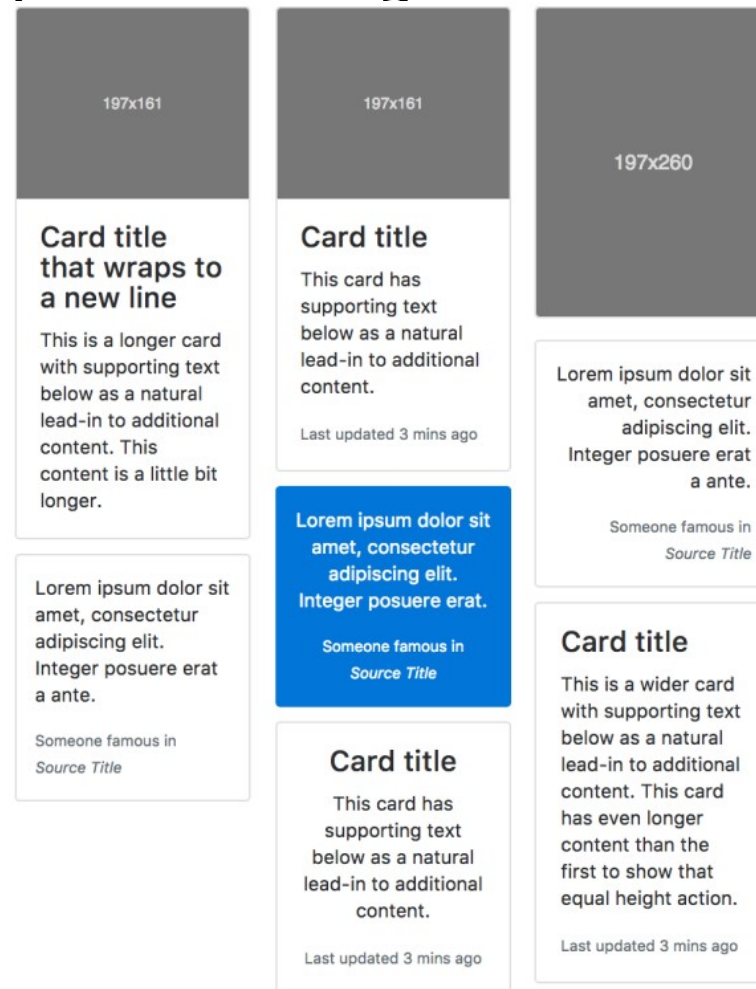 197x161
Card title
that wraps to
a new line
This is a longer card
with supporting text
below as a natural
lead-in to additional
content. This
content is a little bit
longer.
Lorem ipsum dolor sit
amet, consectetur
adipiscing elit.
Integer posuere erat
a ante.
Someone famous in
Source Title
197x161
Card title
This card has
supporting text
below as a natural
lead-in to additional
content.
Last updated 3 mins ago
Lorem ipsum dolor sit
amet, consectetur
adipiscing elit.
Integer posuere erat.
Someone famous in
Source Title
Card title
This card has
supporting text
below as a natural
lead-in to additional
content.
Last updated 3 mins ago
197x260
Lorem ipsum dolor sit
amet, consectetur
adipiscing elit.
Integer posuere erat
a ante.
Someone famous in
Source Title
Card title
This is a wider card
with supporting text
below as a natural
lead-in to additional
content. This card
has even longer
content than the
first to show that
equal height action.
Last updated 3 mins ago